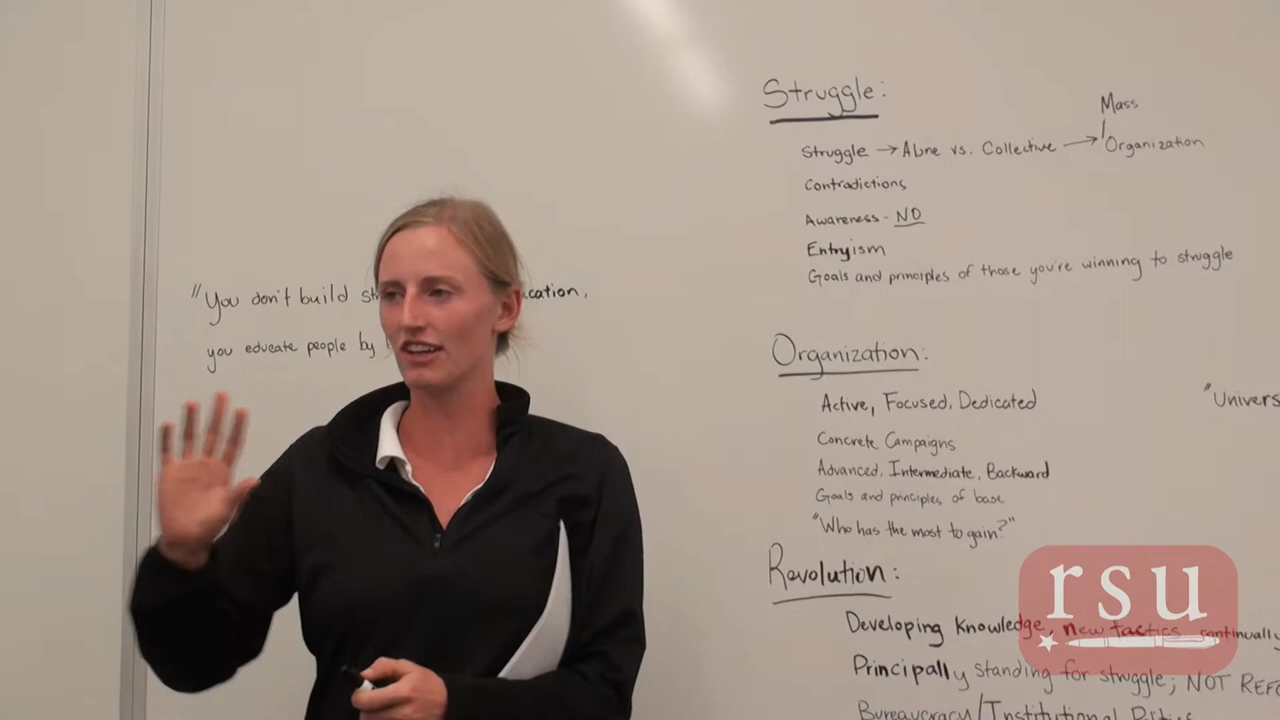 "You don't build
you educate people by
Struggle:
Mass
Struggle → Alone vs. Collective → Organization
Contradictions
Awareness - NO
Entryism
Goals and principles of those you're winning to struggle
Organization:
Active, Focused, Dedicated
"Univers
Concrete Campaigns
Advanced, Intermediate, Backward
Goals and principles of base
"Who has the most to gain?"
Revolution:
rsu
Developing Knowledge, new tactics continually
Principally standing for struggle; NOT REFO
Bureaucracy/Institutional